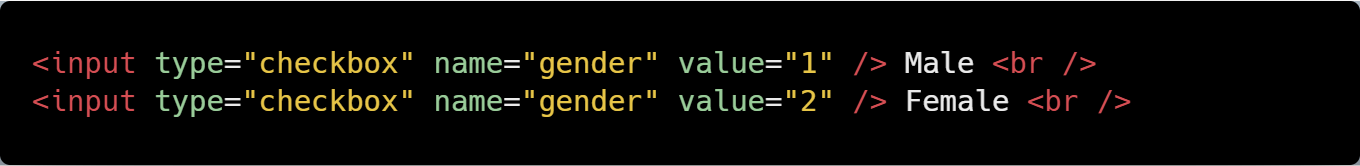 <input type="checkbox" name="gender" value="1" /> Male <br />
<input type="checkbox" name="gender" value="2" /> Female <br />